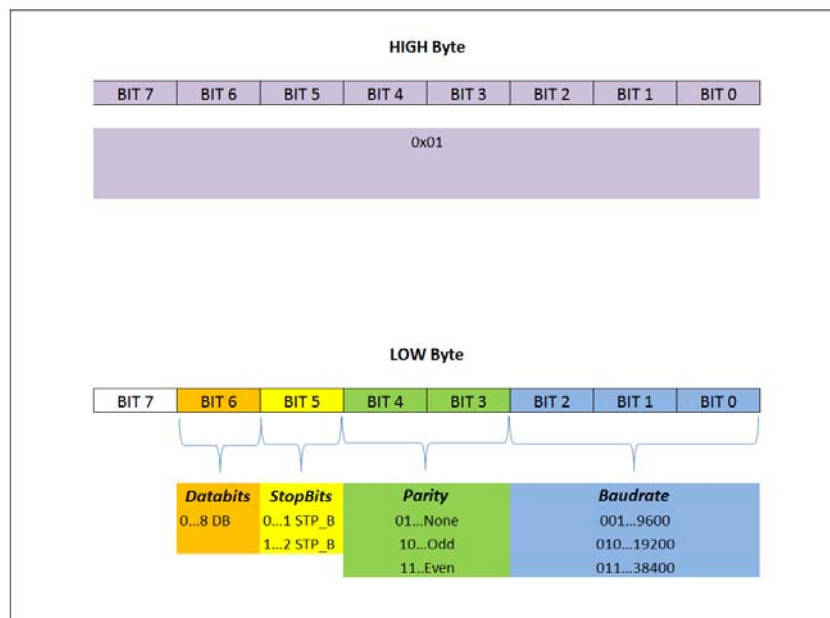 HIGH Byte
BIT 7 BIT 6 BIT 5 BIT 4 BIT 3 BIT 2 BIT 1 BIT 0
0x01
LOW Byte
BIT 7 BIT 6 BIT 5 BIT 4 BIT 3 BIT 2 BIT 1 BIT 0
Databits StopBits Parity Baudrate
0...8 DB 0...1 STP_B 01...None 001...9600
1...2 STP_B 10...Odd 010...19200
11..Even 011...38400